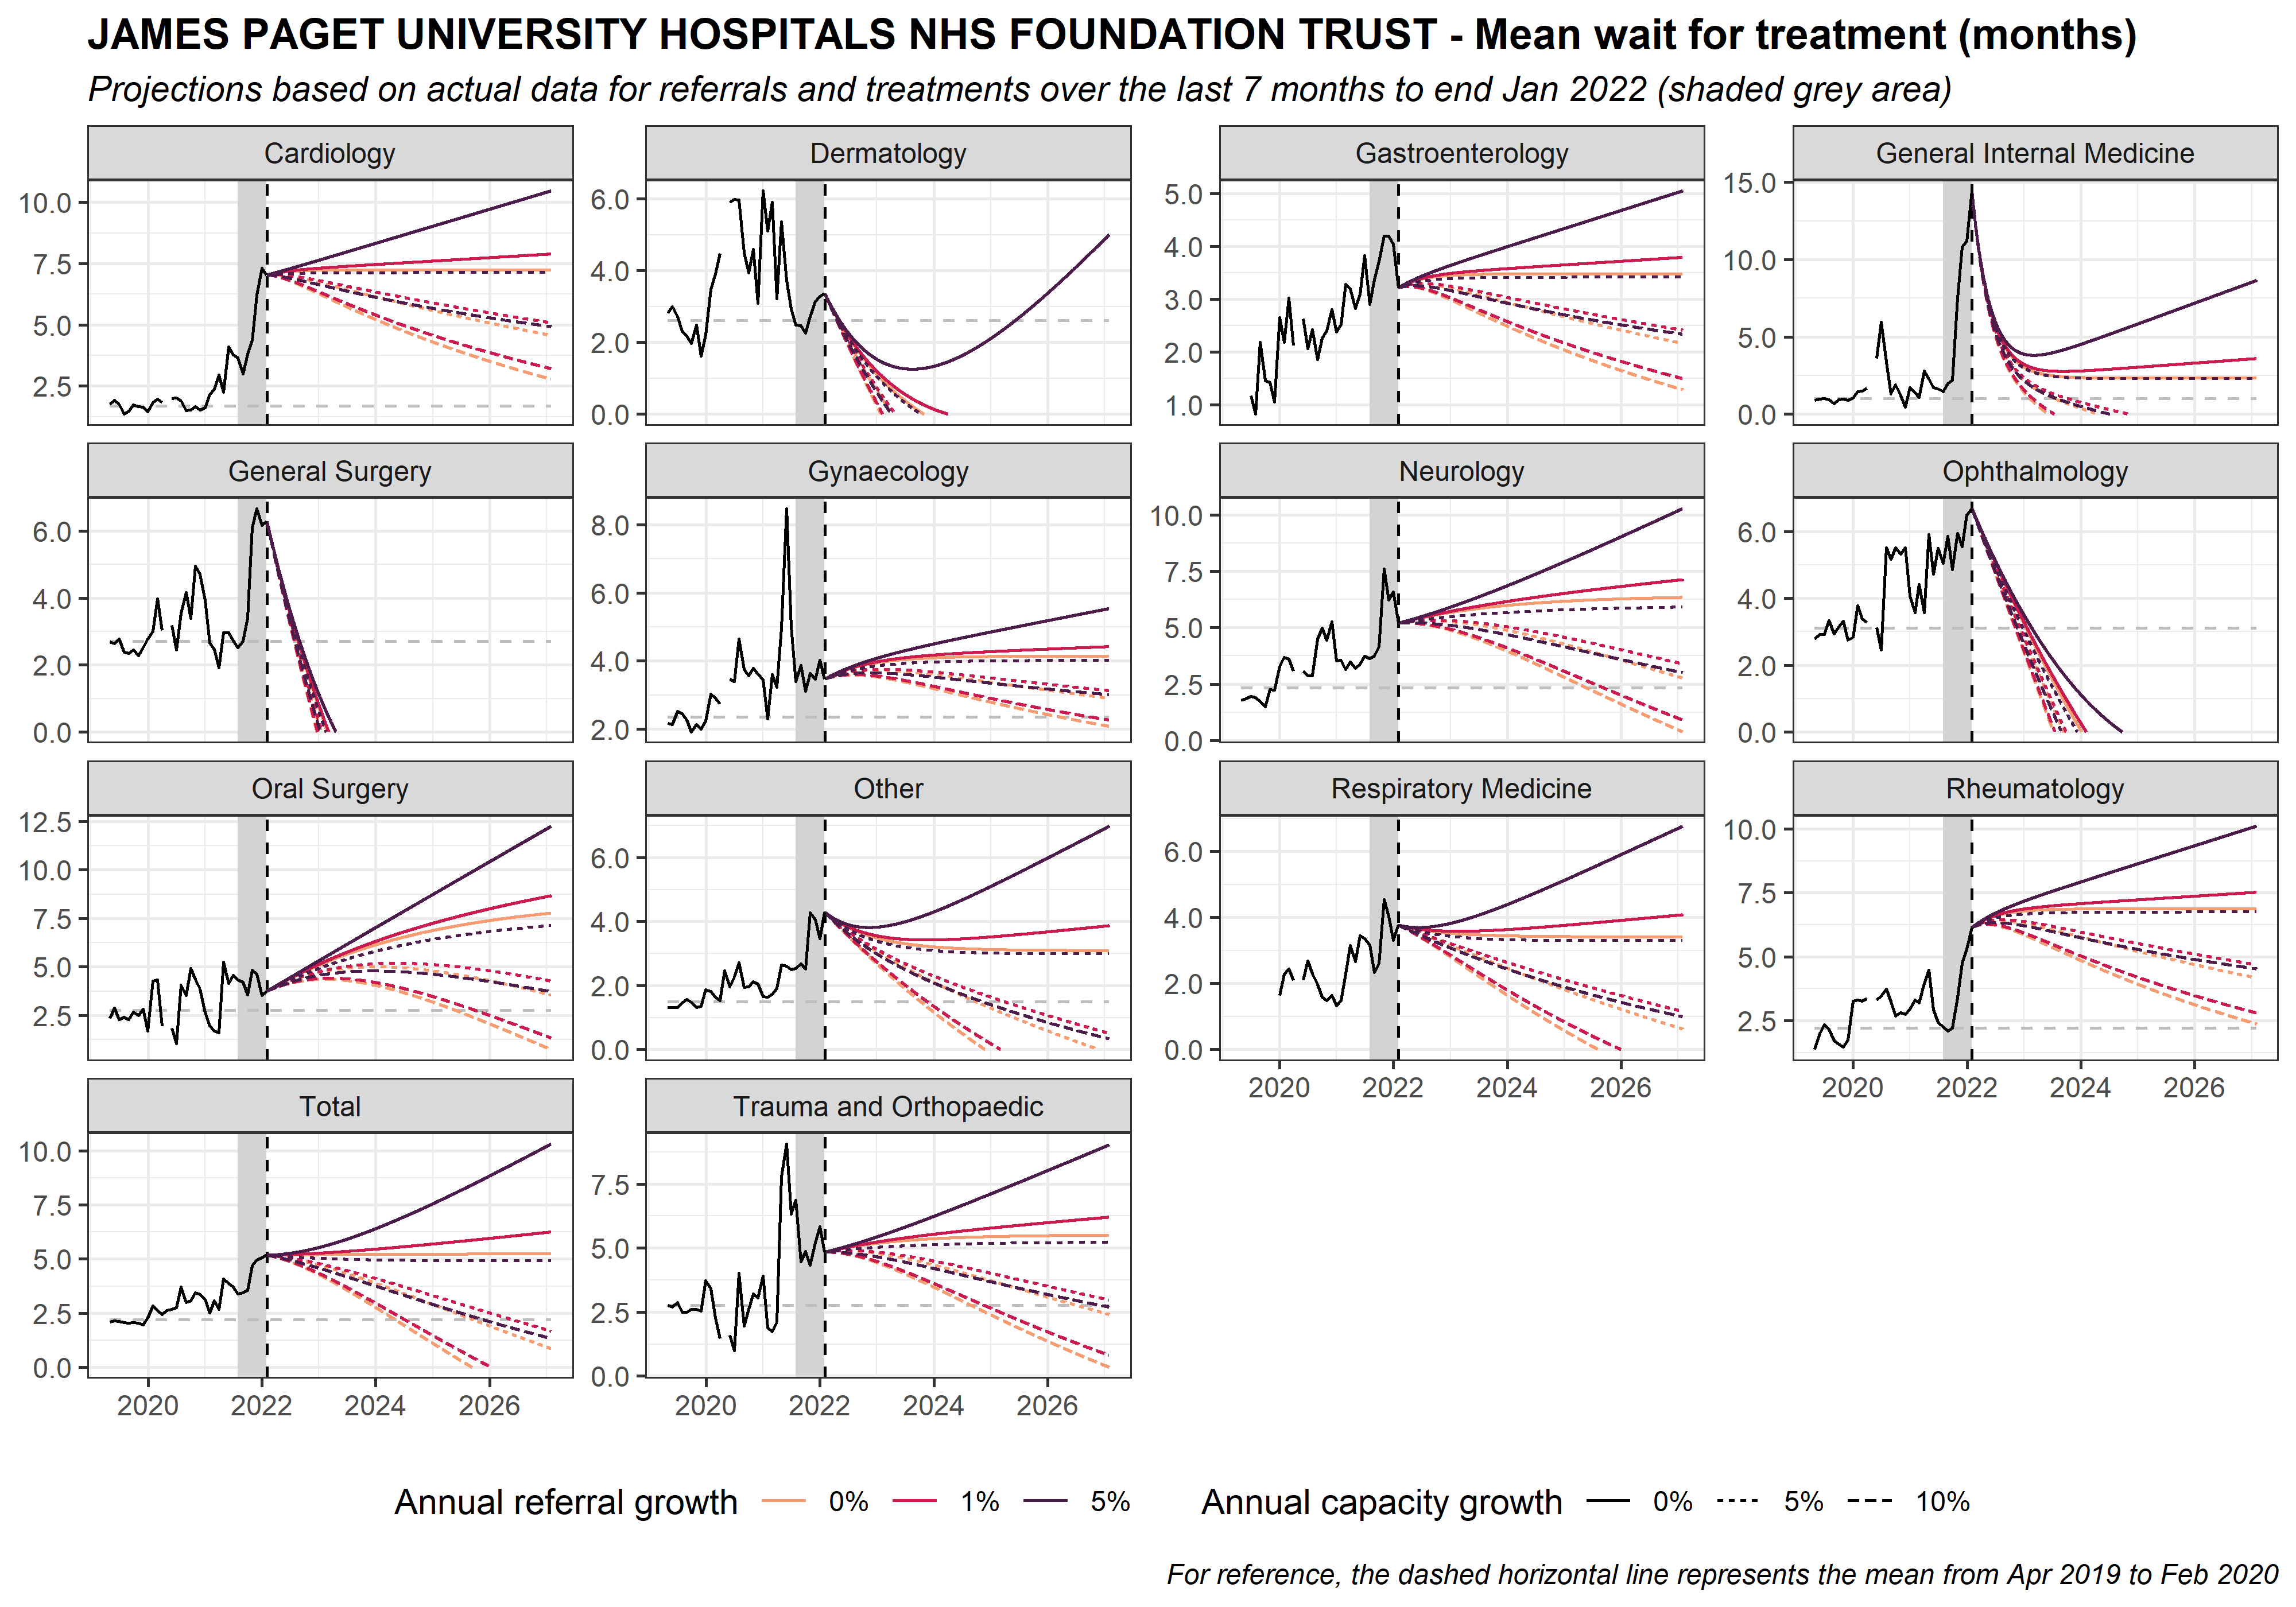 JAMES PAGET UNIVERSITY HOSPITALS NHS FOUNDATION TRUST - Mean wait for treatment (months)
Projections based on actual data for referrals and treatments over the last 7 months to end Jan 2022 (shaded grey area)
Cardiology
10.0
7.5
5.0
2.5
Dermatology
6.0
4.0
2.0
0.0
Gastroenterology
5.0
4.0
3.0
2.0
1.0
General Internal Medicine
15.0
10.0
5.0
0.0
General Surgery
6.0
4.0
2.0
0.0
Gynaecology
8.0
6.0
4.0
2.0
Neurology
10.0
7.5
5.0
2.5
0.0
Ophthalmology
6.0
4.0
2.0
0.0
Oral Surgery
12.5
10.0
7.5
5.0
2.5
Other
6.0
4.0
2.0
0.0
Respiratory Medicine
6.0
4.0
2.0
0.0
2020 2022 2024 2026
Rheumatology
10.0
7.5
5.0
2.5
2020 2022 2024 2026
Total
10.0
7.5
5.0
2.5
0.0
2020 2022 2024 2026
Trauma and Orthopaedic
7.5
5.0
2.5
0.0
2020 2022 2024 2026
Annual referral growth 0% 1% 5% Annual capacity growth 0% 5% 10%
For reference, the dashed horizontal line represents the mean from Apr 2019 to Feb 2020